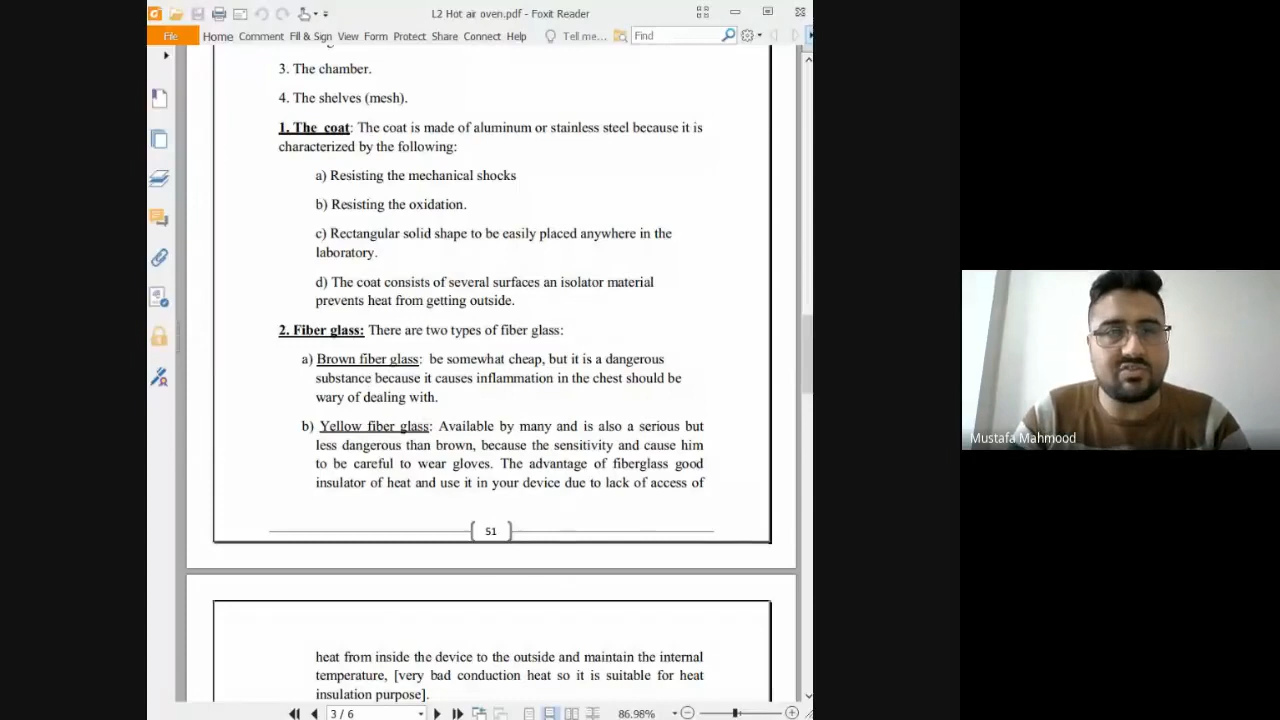 L2 Hot air oven.pdf - Foxit Reader
File Home Comment Fill & Sign View Form Protect Share Connect Help Tell me... Find
3. The chamber.
4. The shelves (mesh).
1. The coat: The coat is made of aluminum or stainless steel because it is
characterized by the following:
a) Resisting the mechanical shocks
b) Resisting the oxidation.
c) Rectangular solid shape to be easily placed anywhere in the
laboratory.
d) The coat consists of several surfaces an isolator material
prevents heat from getting outside.
2. Fiber glass: There are two types of fiber glass:
a) Brown fiber glass: be somewhat cheap, but it is a dangerous
substance because it causes inflammation in the chest should be
wary of dealing with.
b) Yellow fiber glass: Available by many and is also a serious but
less dangerous than brown, because the sensitivity and cause him
to be careful to wear gloves. The advantage of fiberglass good
insulator of heat and use it in your device due to lack of access of
51
heat from inside the device to the outside and maintain the internal
temperature, [very bad conduction heat so it is suitable for heat
insulation purpose].
3 / 6
86.98%
Mustafa Mahmood